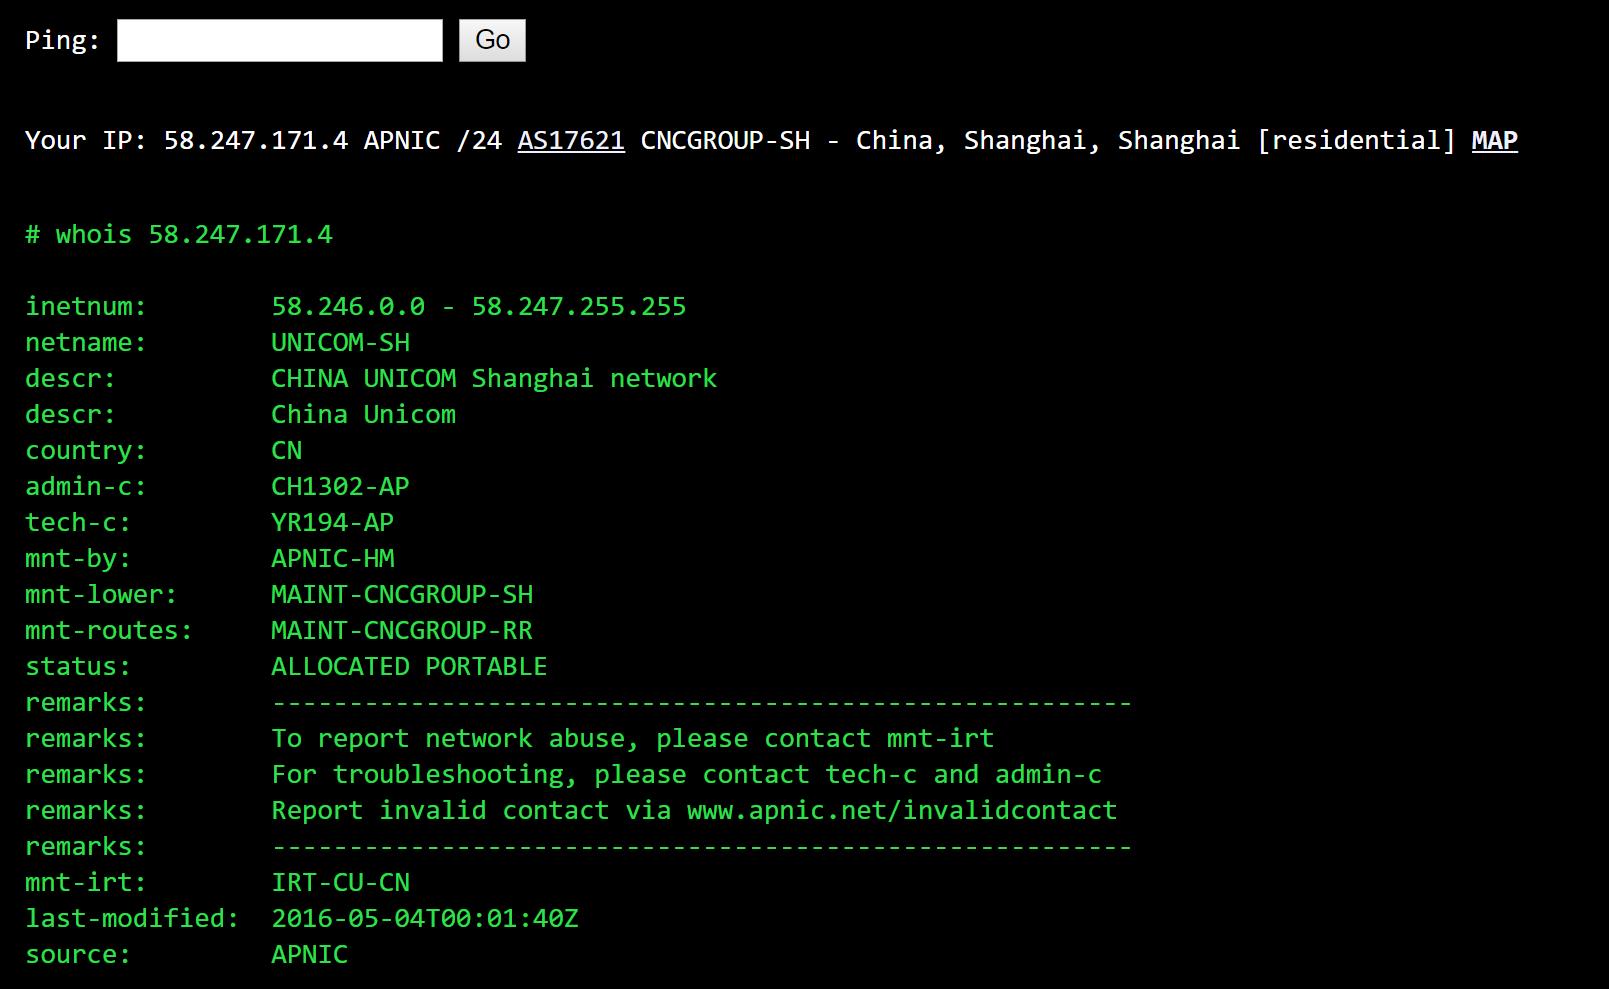 Ping: Go
Your IP: 58.247.171.4 APNIC /24 AS17621 CNCGROUP-SH - China, Shanghai, Shanghai [residential] MAP
# whois 58.247.171.4
inetnum: 58.246.0.0 - 58.247.255.255
netname: UNICOM-SH
descr: CHINA UNICOM Shanghai network
descr: China Unicom
country: CN
admin-c: CH1302-AP
tech-c: YR194-AP
mnt-by: APNIC-HM
mnt-lower: MAINT-CNCGROUP-SH
mnt-routes: MAINT-CNCGROUP-RR
status: ALLOCATED PORTABLE
remarks: --------------------------------------------------------
remarks: To report network abuse, please contact mnt-irt
remarks: For troubleshooting, please contact tech-c and admin-c
remarks: Report invalid contact via www.apnic.net/invalidcontact
remarks: --------------------------------------------------------
mnt-irt: IRT-CU-CN
last-modified: 2016-05-04T00:01:40Z
source: APNIC